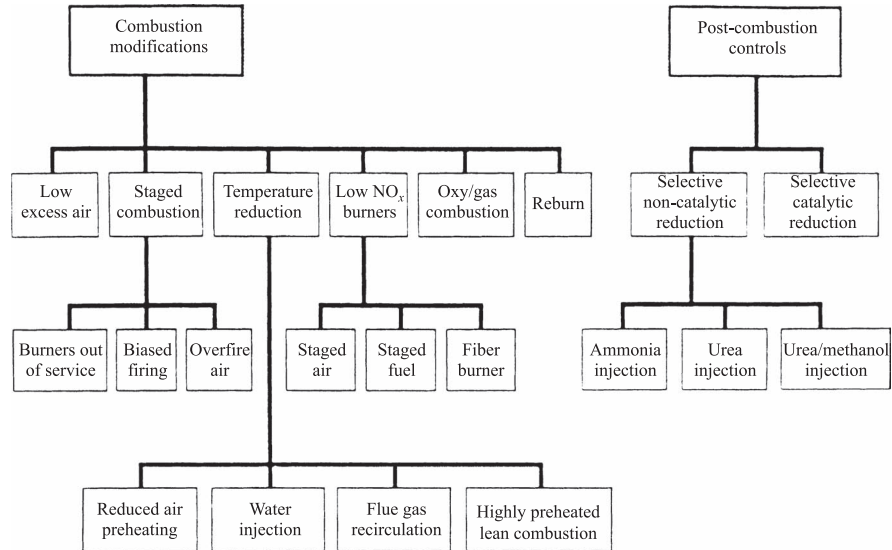 Combustion
modifications
Post-combustion
controls
Low
excess air
Staged
combustion
Temperature
reduction
Low NOx
burners
Oxy/gas
combustion
Reburn
Selective
non-catalytic
reduction
Selective
catalytic
reduction
Burners out
of service
Biased
firing
Overfire
air
Staged
air
Staged
fuel
Fiber
burner
Ammonia
injection
Urea
injection
Urea/methanol
injection
Reduced air
preheating
Water
injection
Flue gas
recirculation
Highly preheated
lean combustion